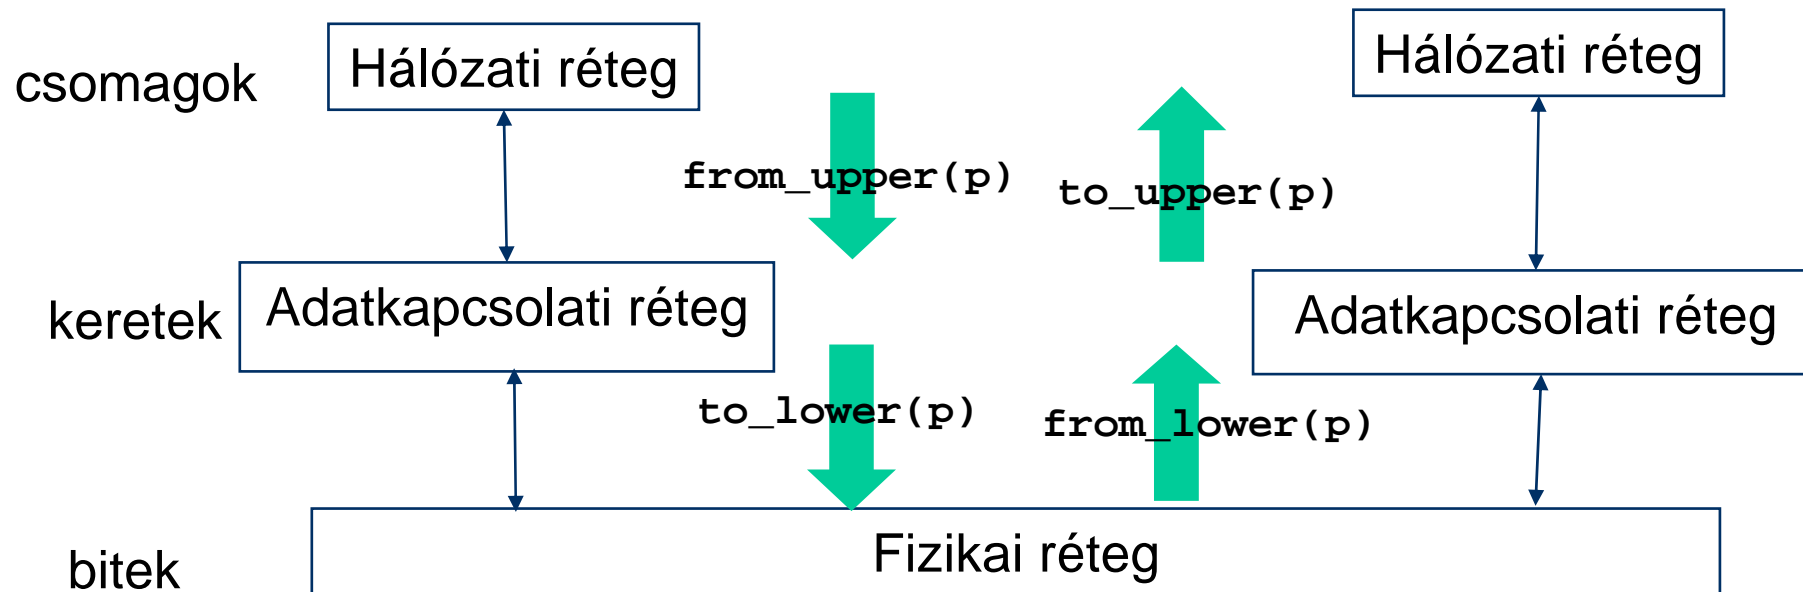 csomagok
Hálózati réteg
Hálózati réteg
from_upper(p)
to_upper(p)
keretek
Adatkapcsolati réteg
Adatkapcsolati réteg
to_lower(p)
from_lower(p)
bitek
Fizikai réteg